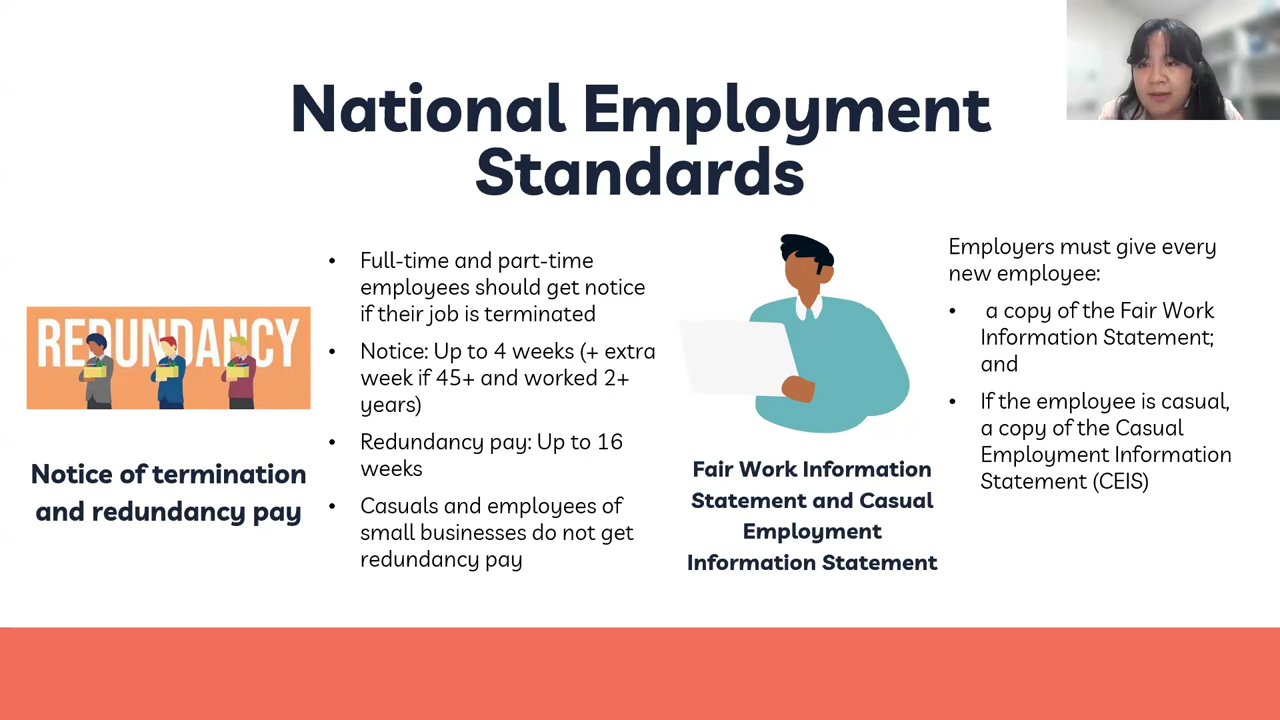 National Employment
Standards
REDUNDANCY
Notice of termination
and redundancy pay
• Full-time and part-time
employees should get notice
if their job is terminated
• Notice: Up to 4 weeks (+ extra
week if 45+ and worked 2+
years)
• Redundancy pay: Up to 16
weeks
• Casuals and employees of
small businesses do not get
redundancy pay
Fair Work Information
Statement and Casual
Employment
Information Statement
Employers must give every
new employee:
• a copy of the Fair Work
Information Statement;
and
• If the employee is casual,
a copy of the Casual
Employment Information
Statement (CEIS)